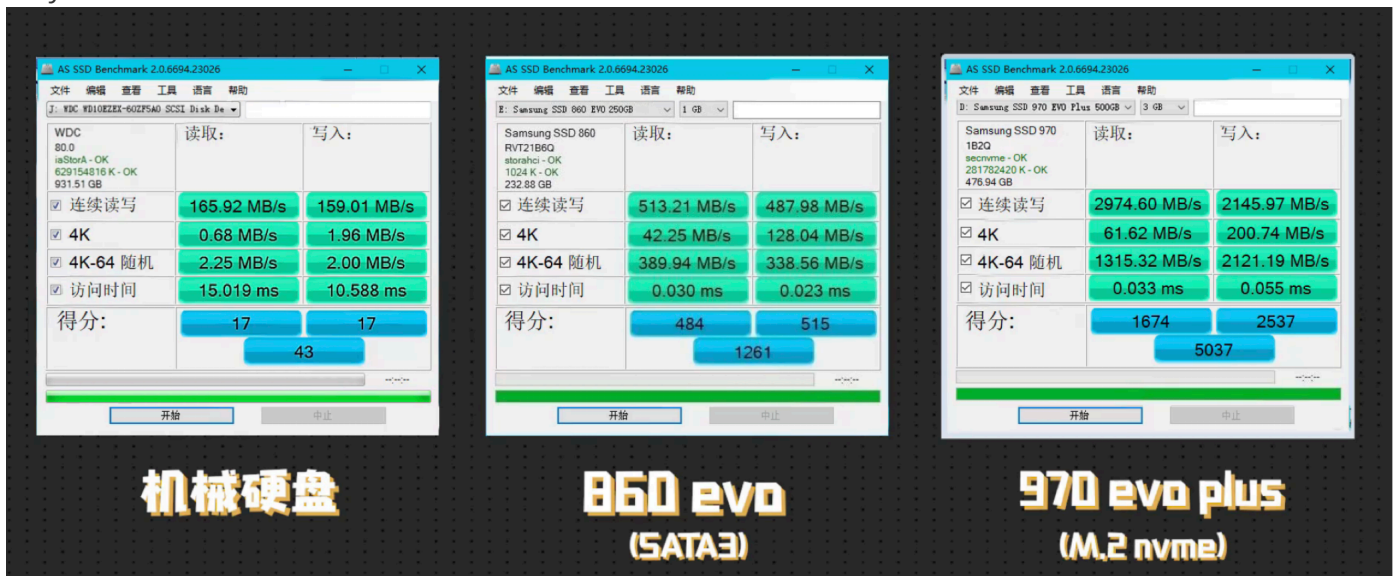 AS SSD Benchmark 2.0.6694.23026
文件 编辑 查看 工具 语言 帮助
J: WDC WD10EZEX-60ZF5A0 SCSI Disk De
WDC
80.0
iaStorA - OK
629154816 K - OK
931.51 GB
读取: 写入:
连续读写 165.92 MB/s 159.01 MB/s
4K 0.68 MB/s 1.96 MB/s
4K-64 随机 2.25 MB/s 2.00 MB/s
访问时间 15.019 ms 10.588 ms
得分: 17 17
43
--:--:--
开始 中止
机械硬盘
AS SSD Benchmark 2.0.6694.23026
文件 编辑 查看 工具 语言 帮助
E: Samsung SSD 860 EVO 250GB 1 GB
Samsung SSD 860
RVT21B6Q
storahci - OK
1024 K - OK
232.88 GB
读取: 写入:
连续读写 513.21 MB/s 487.98 MB/s
4K 42.25 MB/s 128.04 MB/s
4K-64 随机 389.94 MB/s 338.56 MB/s
访问时间 0.030 ms 0.023 ms
得分: 484 515
1261
--:--:--
开始 中止
860 evo
(SATA3)
AS SSD Benchmark 2.0.6694.23026
文件 编辑 查看 工具 语言 帮助
D: Samsung SSD 970 EVO Plus 500GB 3 GB
Samsung SSD 970
1B2Q
secnvme - OK
281782420 K - OK
476.94 GB
读取: 写入:
连续读写 2974.60 MB/s 2145.97 MB/s
4K 61.62 MB/s 200.74 MB/s
4K-64 随机 1315.32 MB/s 2121.19 MB/s
访问时间 0.033 ms 0.055 ms
得分: 1674 2537
5037
--:--:--
开始 中止
970 evo plus
(M.2 nvme)